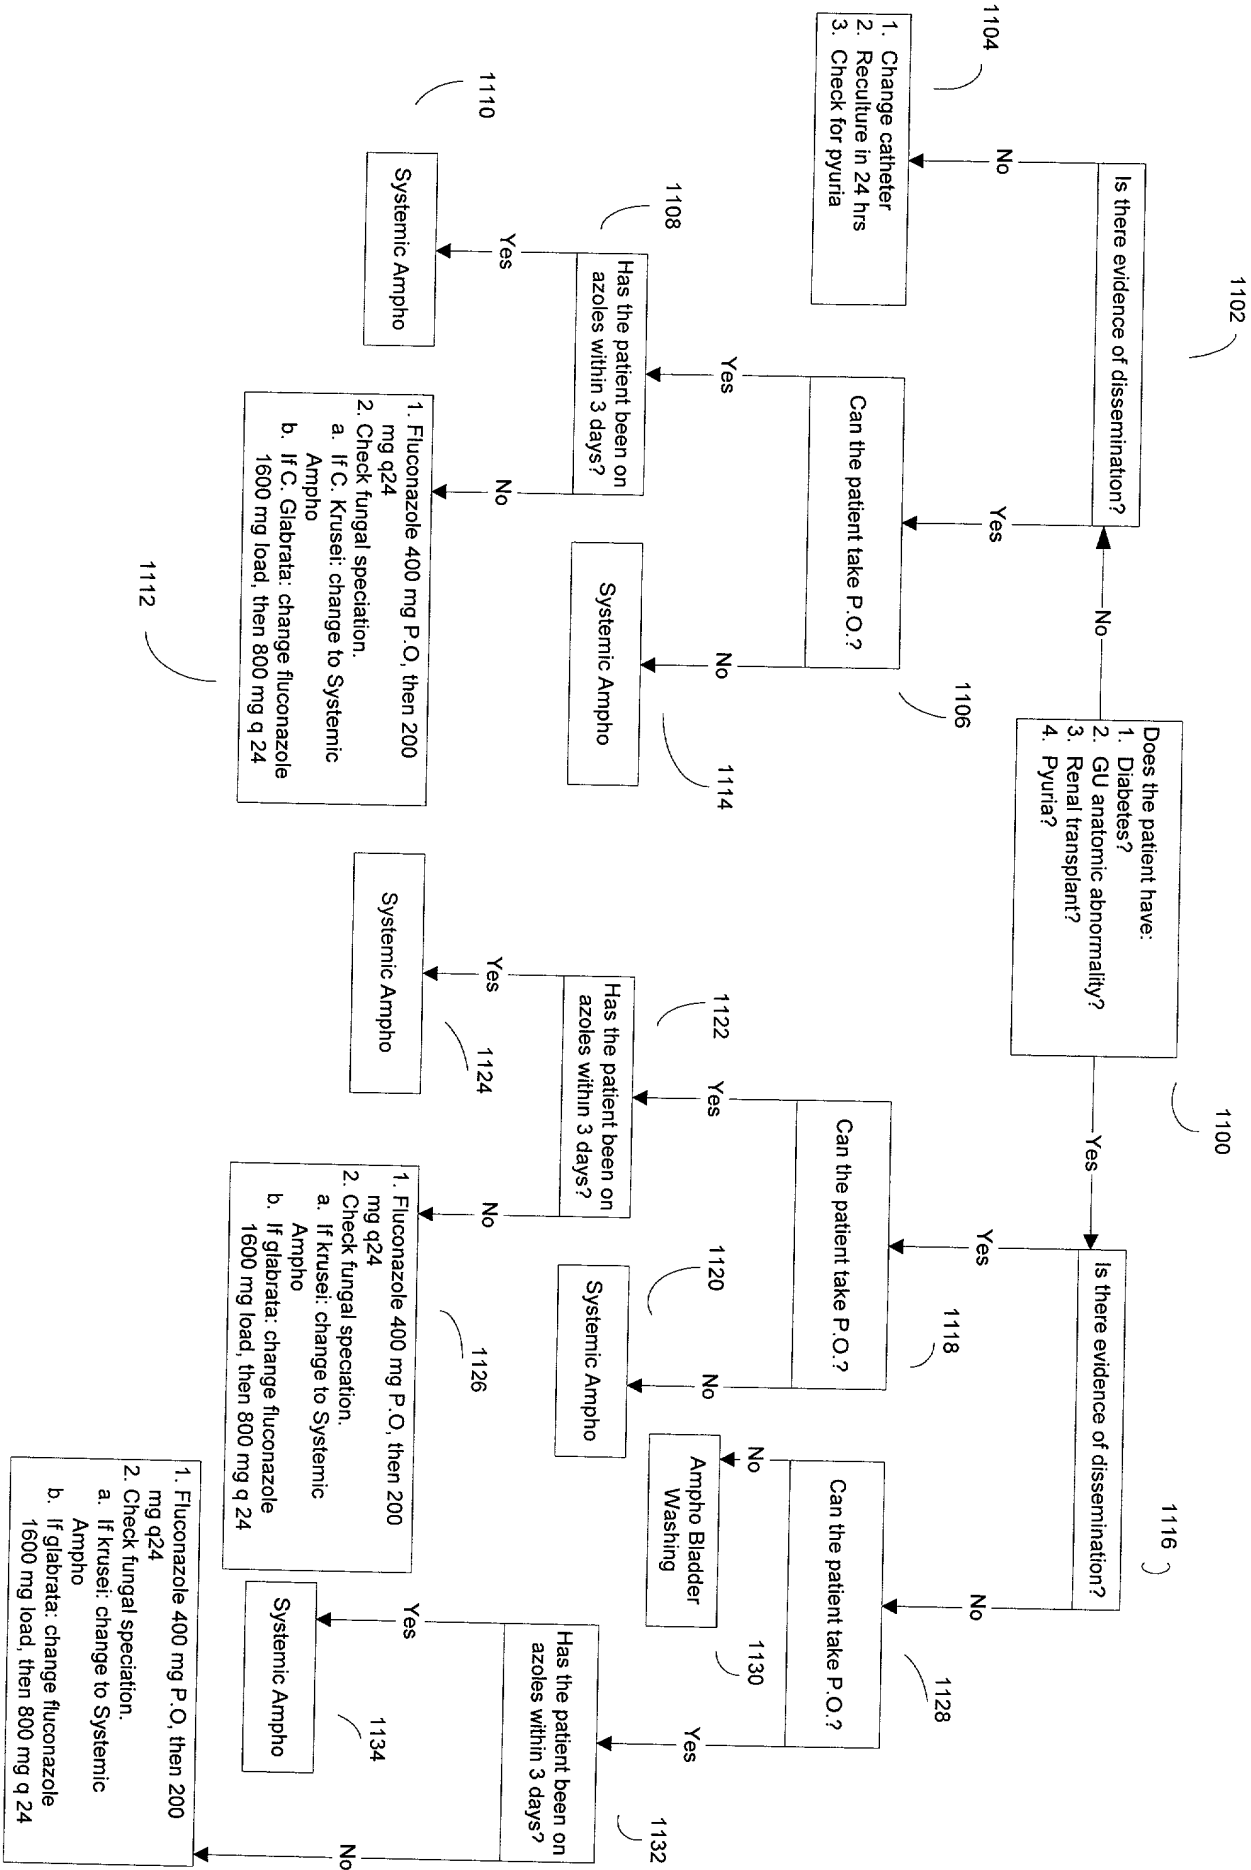 1100
Does the patient have:
1. Diabetes?
2. GU anatomic abnormality?
3. Renal transplant?
4. Pyuria?
No
Yes
1102
Is there evidence of dissemination?
No
Yes
1104
1. Change catheter
2. Reculture in 24 hrs
3. Check for pyuria
1106
Can the patient take P.O.?
Yes
No
1108
Has the patient been on
azoles within 3 days?
Yes
No
1110
Systemic Ampho
1112
1. Fluconazole 400 mg P.O, then 200
mg q24
2. Check fungal speciation.
a. If C. Krusei: change to Systemic
Ampho
b. If C. Glabrata: change fluconazole
1600 mg load, then 800 mg q 24
1114
Systemic Ampho
1116
Is there evidence of dissemination?
Yes
No
1118
Can the patient take P.O.?
Yes
No
1120
Systemic Ampho
1122
Has the patient been on
azoles within 3 days?
Yes
No
1124
Systemic Ampho
1126
1. Fluconazole 400 mg P.O, then 200
mg q24
2. Check fungal speciation.
a. If krusei: change to Systemic
Ampho
b. If glabrata: change fluconazole
1600 mg load, then 800 mg q 24
1128
Can the patient take P.O.?
No
Yes
1130
Ampho Bladder
Washing
1132
Has the patient been on
azoles within 3 days?
Yes
No
1134
Systemic Ampho
1. Fluconazole 400 mg P.O, then 200
mg q24
2. Check fungal speciation.
a. If krusei: change to Systemic
Ampho
b. If glabrata: change fluconazole
1600 mg load, then 800 mg q 24